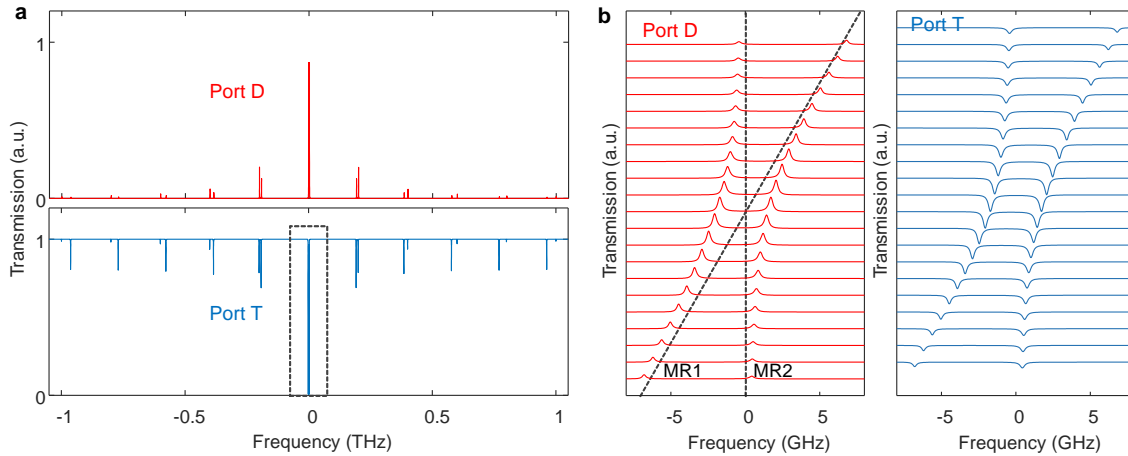 a
b
Transmission (a.u.)
1
0
Port D
1
0
Port T
-1
-0.5
0
0.5
1
Frequency (THz)
Transmission (a.u.)
Port D
MR1
MR2
-5
0
5
Frequency (GHz)
Transmission (a.u.)
Port T
-5
0
5
Frequency (GHz)